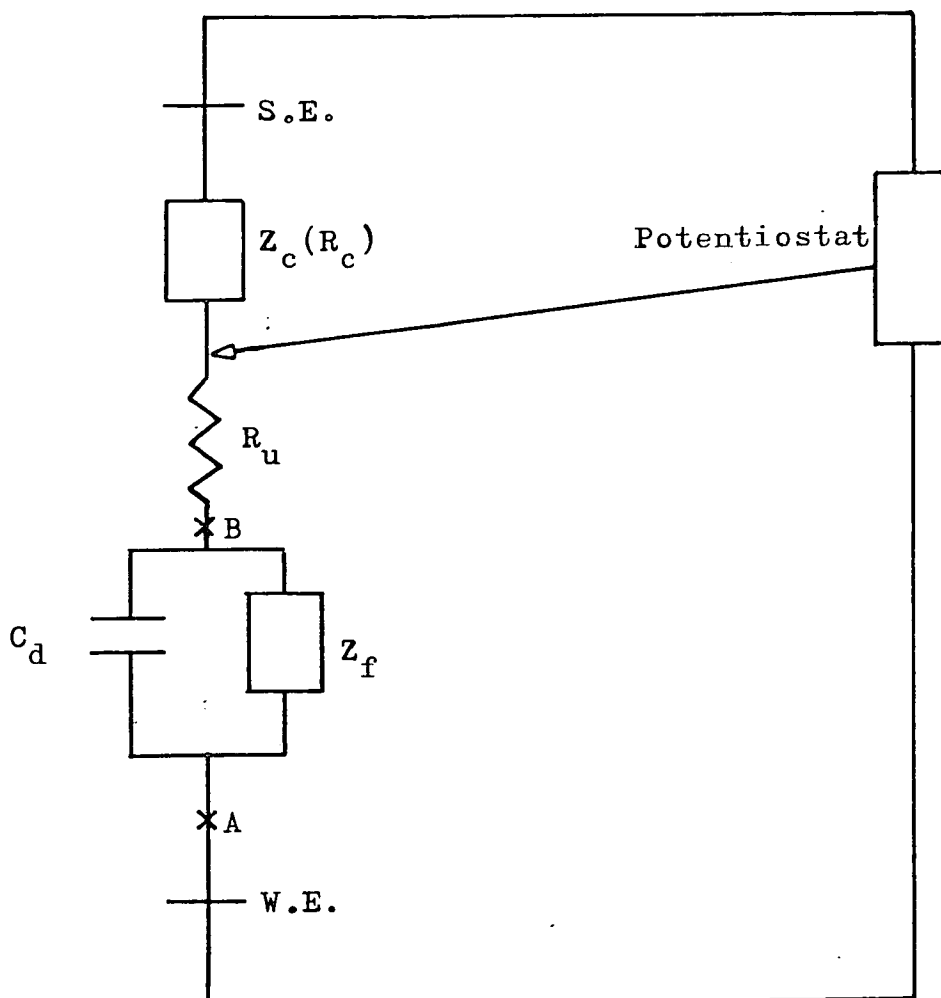 S.E.
Z_c(R_c)
Potentiostat
R_u
B
C_d
Z_f
A
W.E.